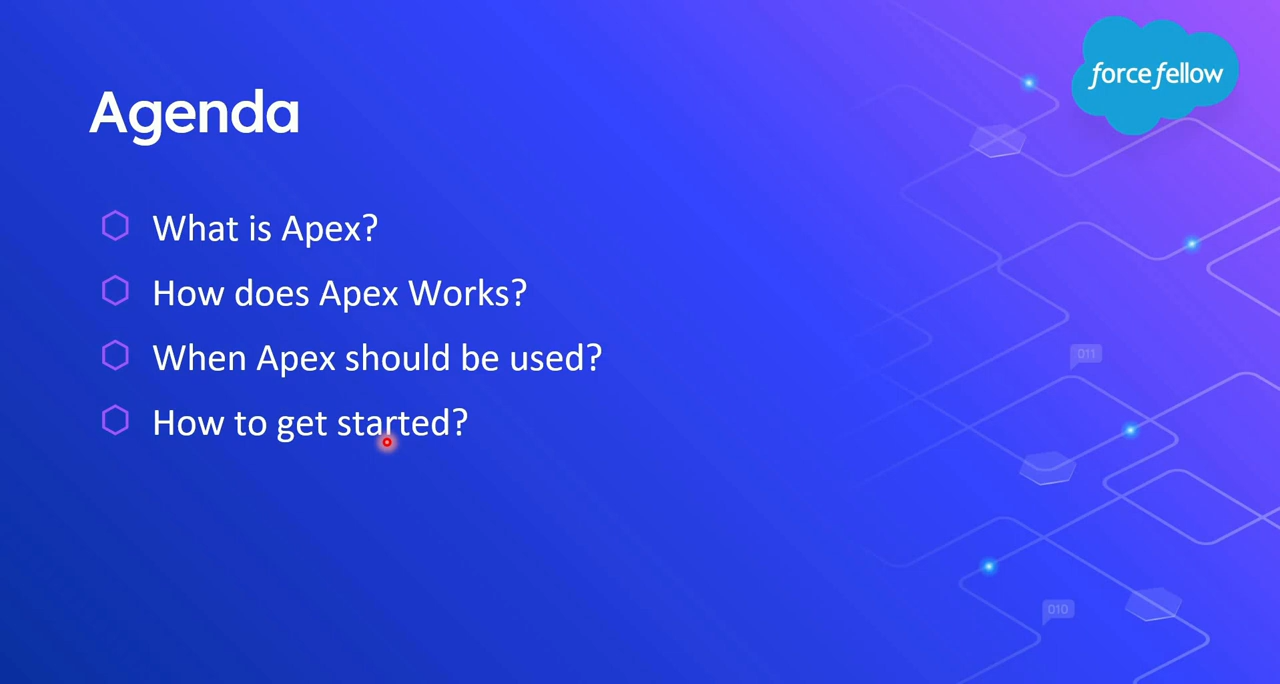 force fellow
Agenda
What is Apex?
How does Apex Works?
When Apex should be used?
How to get started?
011
010